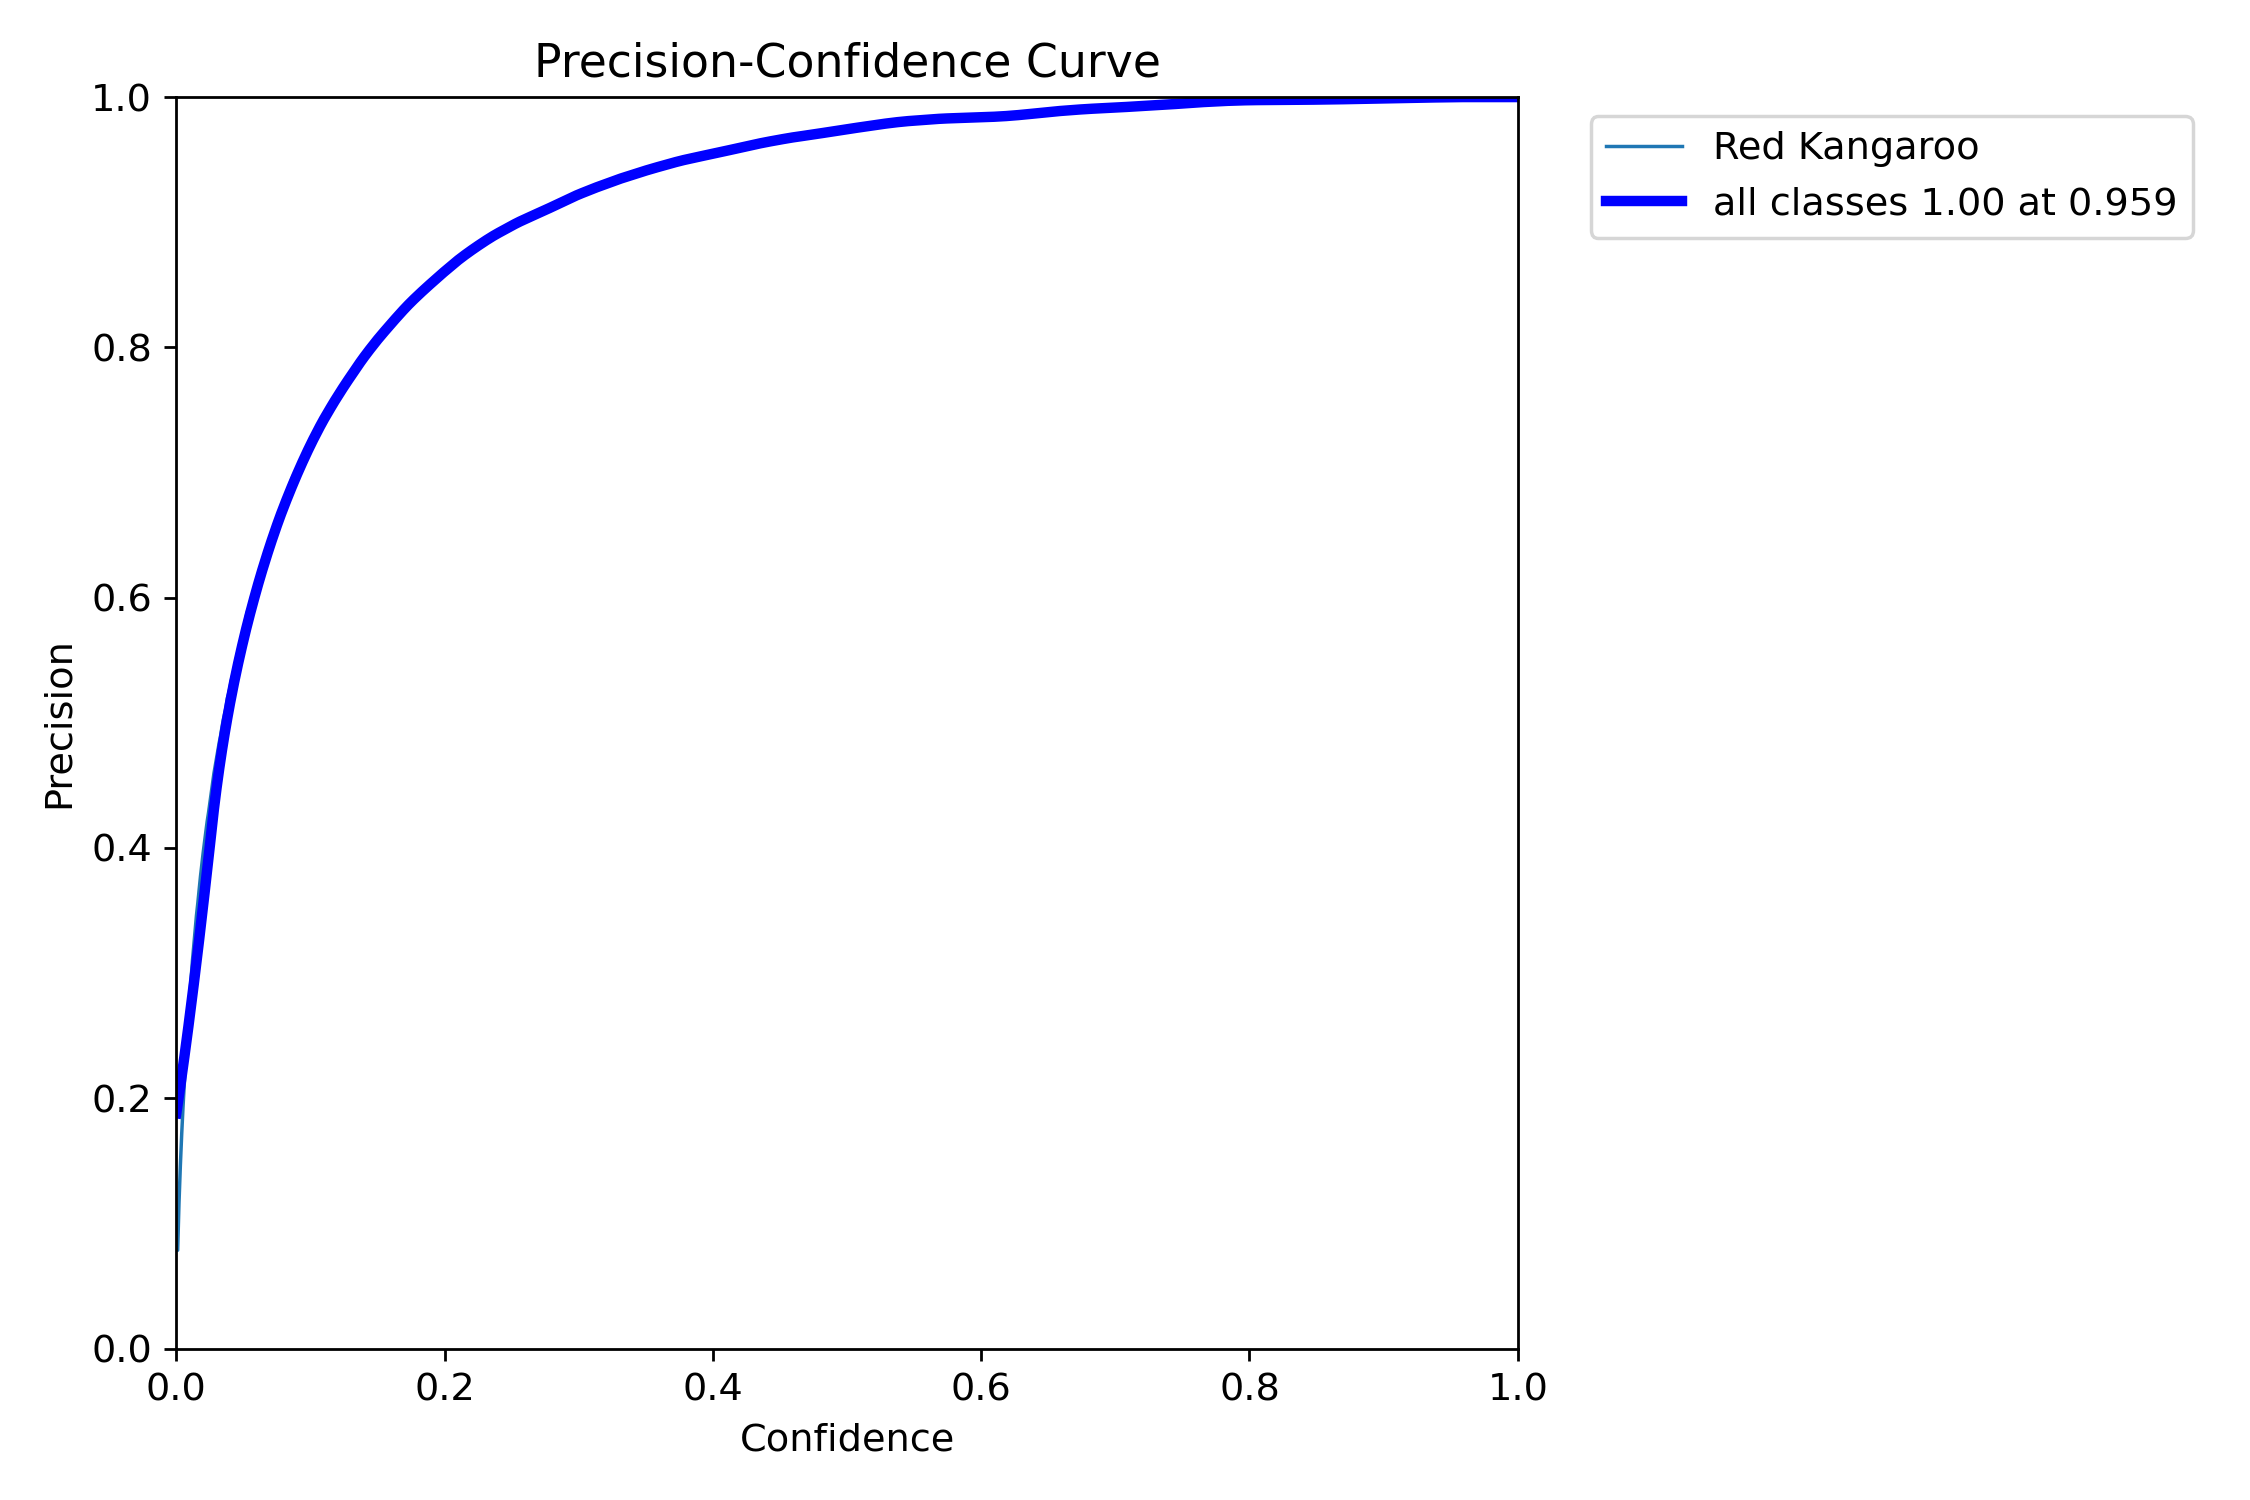 Precision-Confidence Curve
1.0
0.8
0.6
0.4
0.2
0.0
Precision
0.0 0.2 0.4 0.6 0.8 1.0
Confidence
Red Kangaroo
all classes 1.00 at 0.959